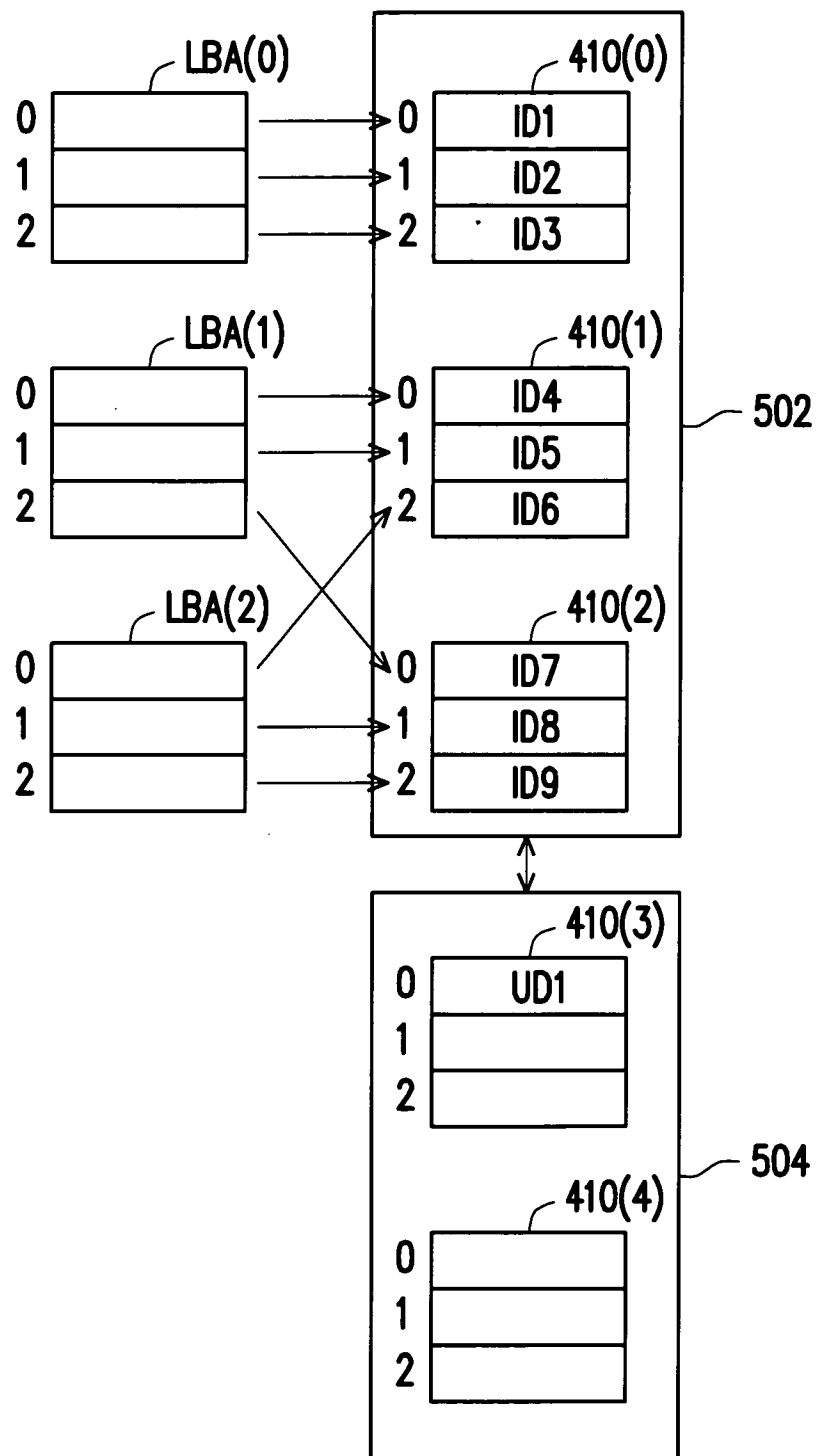 LBA(0) 410(0)
0 0 ID1
1 1 ID2
2 2 ID3
LBA(1) 410(1)
0 0 ID4
1 1 ID5
2 2 ID6
502
LBA(2) 410(2)
0 0 ID7
1 1 ID8
2 2 ID9
410(3)
0 UD1
1
2
504
410(4)
0
1
2